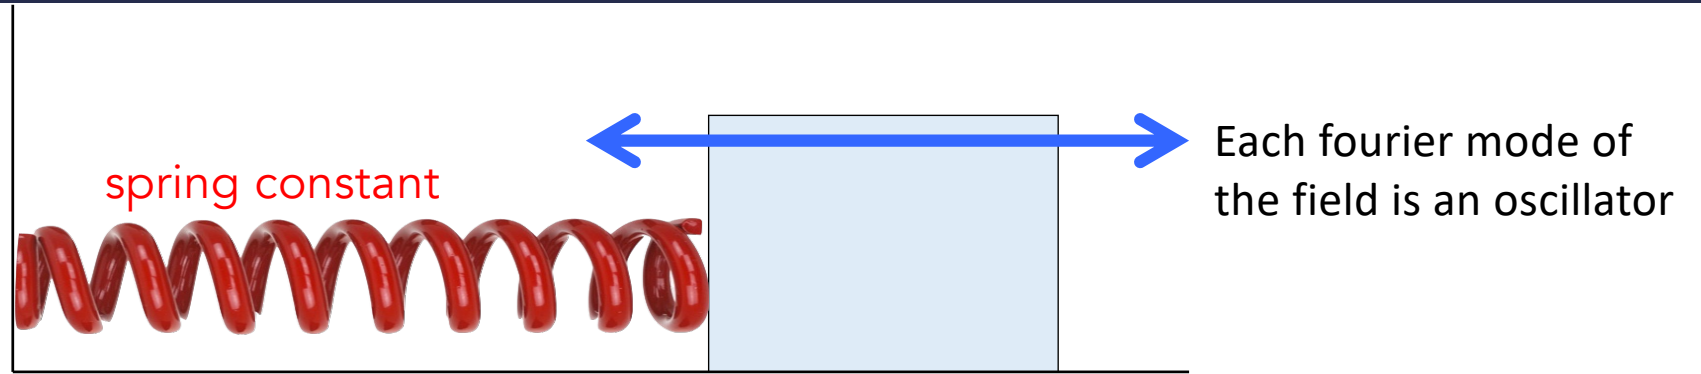 spring constant
Each fourier mode of
the field is an oscillator